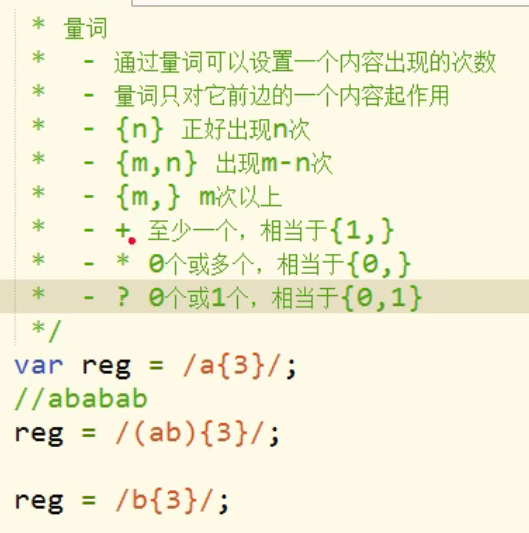 * 量词
* - 通过量词可以设置一个内容出现的次数
* - 量词只对它前边的一个内容起作用
* - {n} 正好出现n次
* - {m,n} 出现m-n次
* - {m,} m次以上
* - + 至少一个，相当于{1,}
* - * 0个或多个，相当于{0,}
* - ? 0个或1个，相当于{0,1}
*/
var reg = /a{3}/;
//ababab
reg = /(ab){3}/;
reg = /b{3}/;